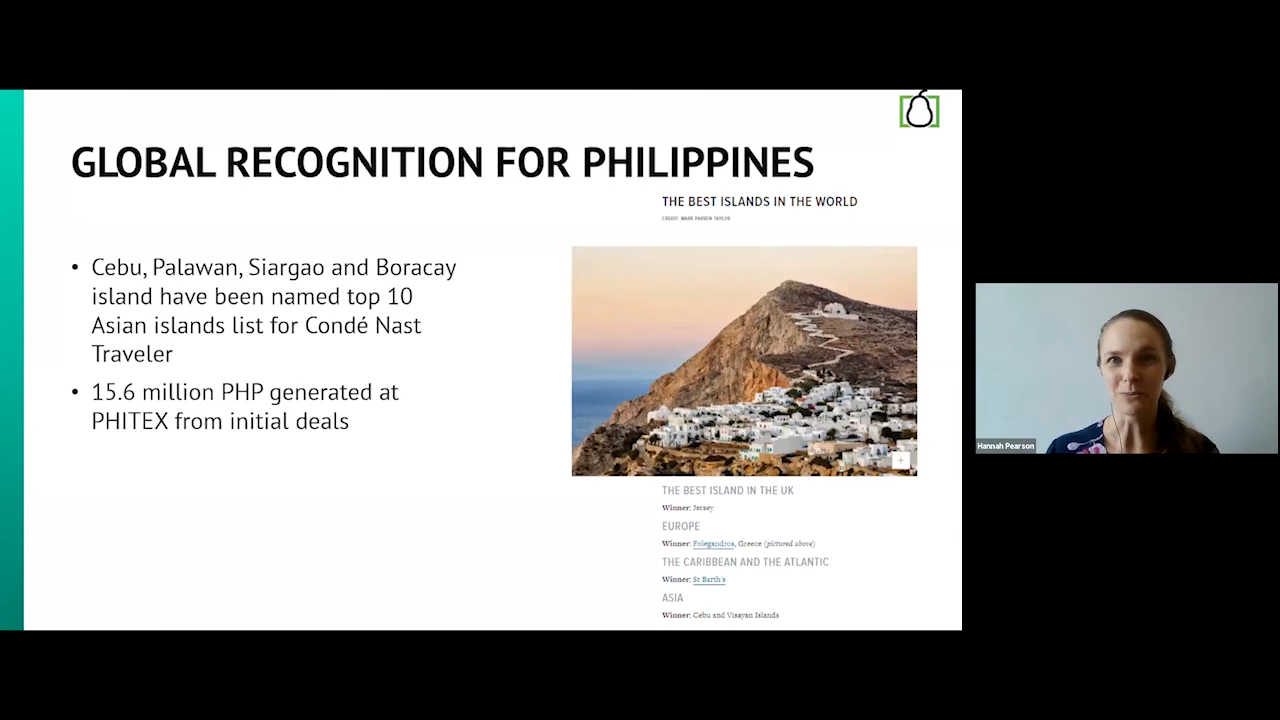 GLOBAL RECOGNITION FOR PHILIPPINES
THE BEST ISLANDS IN THE WORLD
CREDIT: MARK PARREN TAYLOR
• Cebu, Palawan, Siargao and Boracay
island have been named top 10
Asian islands list for Condé Nast
Traveler
• 15.6 million PHP generated at
PHITEX from initial deals
THE BEST ISLAND IN THE UK
Winner: Jersey
EUROPE
Winner: Folegandros, Greece (pictured above)
THE CARIBBEAN AND THE ATLANTIC
Winner: St Barth's
ASIA
Winner: Cebu and Visayan Islands
Hannah Pearson